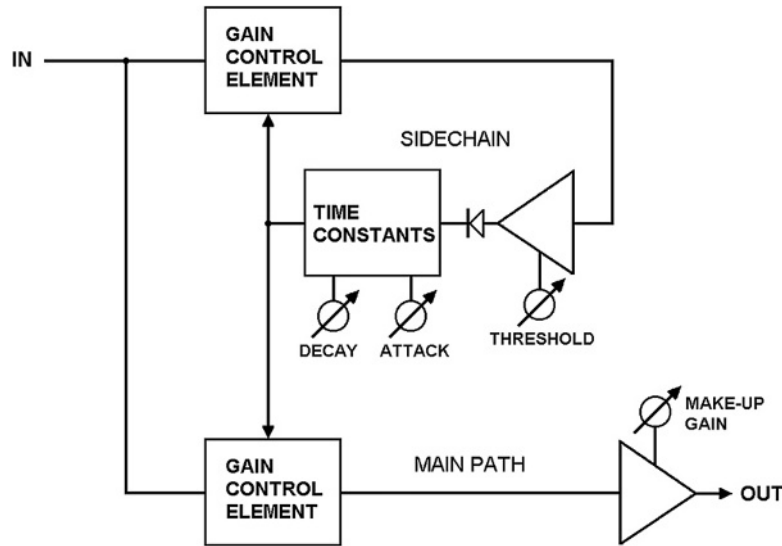 GAIN
CONTROL
ELEMENT
IN
SIDECHAIN
TIME
CONSTANTS
DECAY
ATTACK
THRESHOLD
MAKE-UP
GAIN
GAIN
CONTROL
ELEMENT
MAIN PATH
OUT